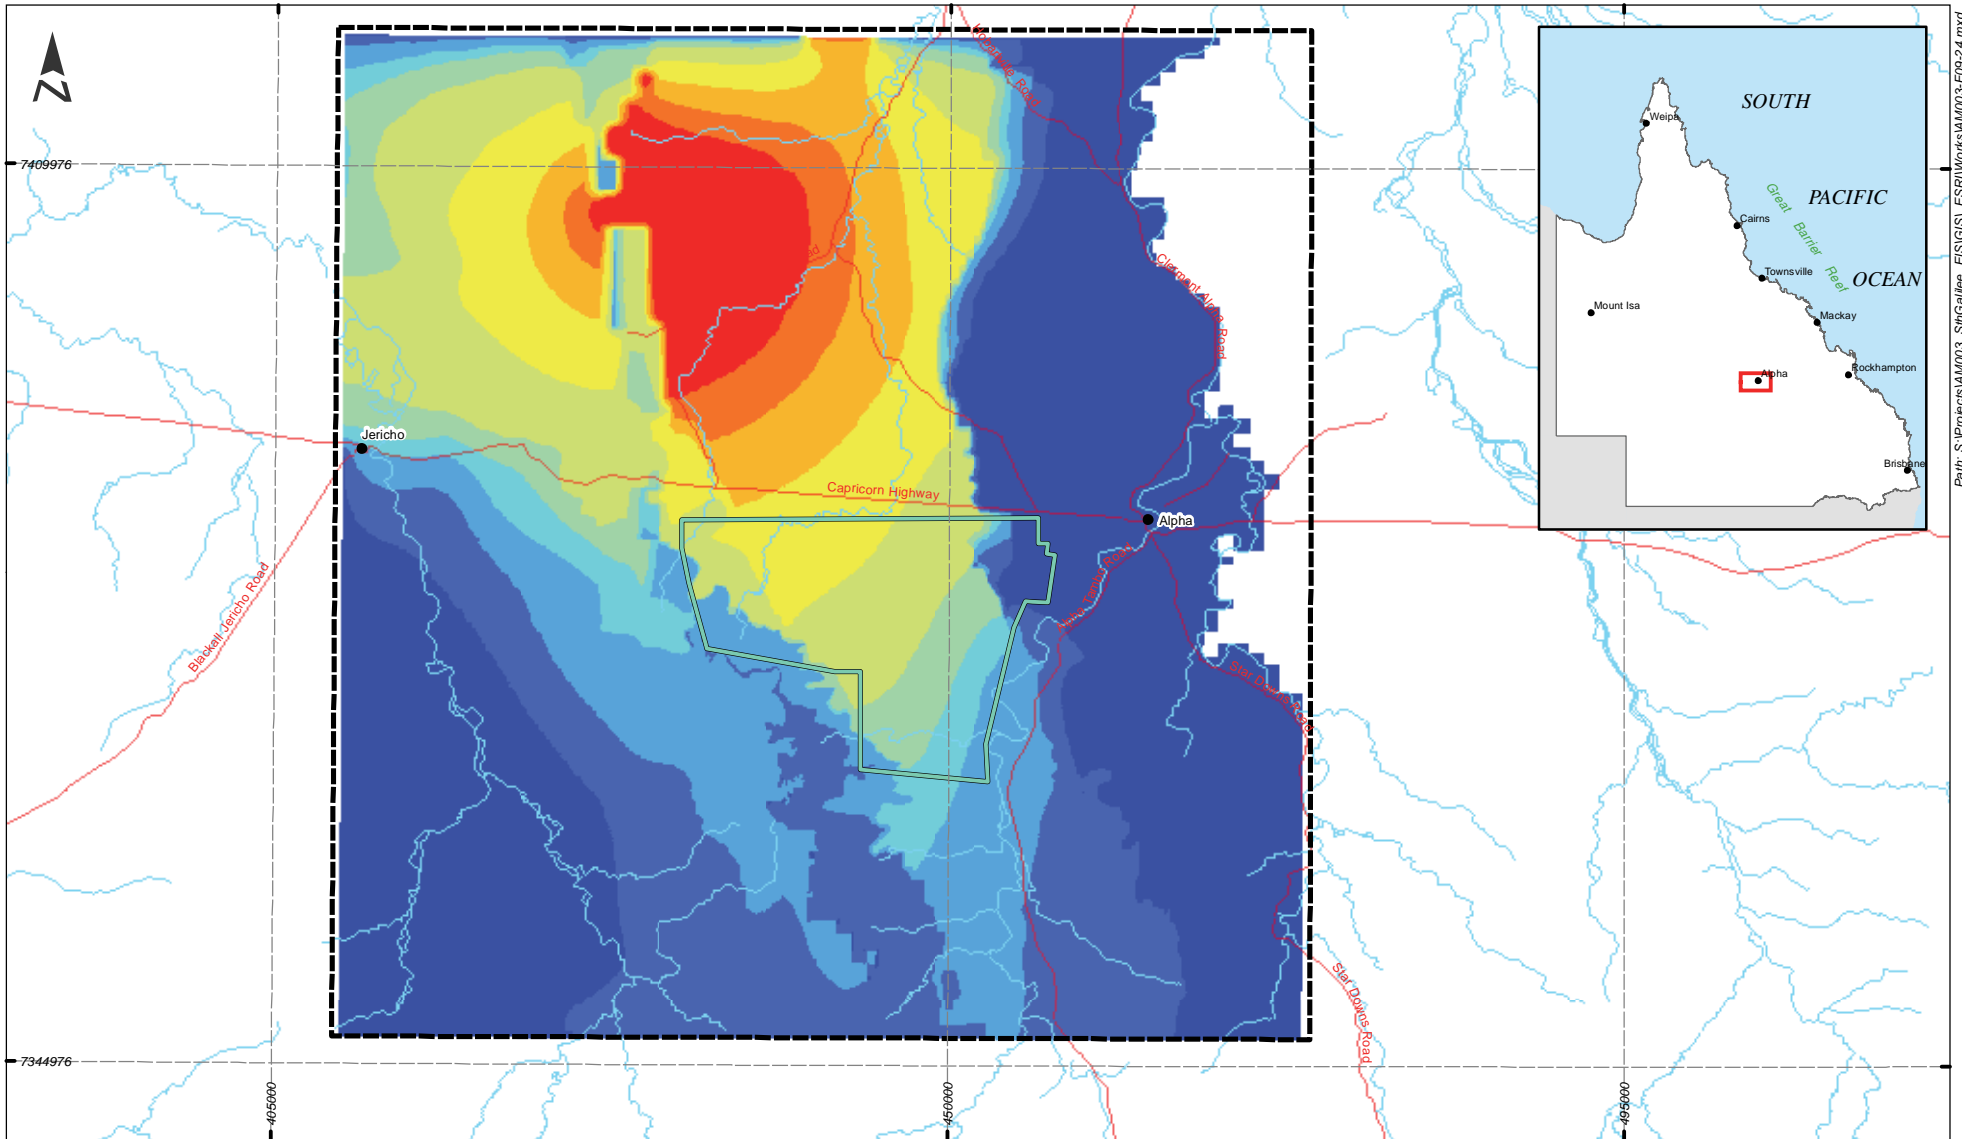 N
7409976
7344976
405000
450000
495000
Hobartville Road
Clermont Alpha Road
Jericho
Capricorn Highway
Alpha
Blackall Jericho Road
Alpha Tambo Road
Star Downs Road
Star Downs Road
SOUTH
PACIFIC
OCEAN
Great Barrier Reef
Weipa
Cairns
Townsville
Mount Isa
Mackay
Alpha
Rockhampton
Brisbane